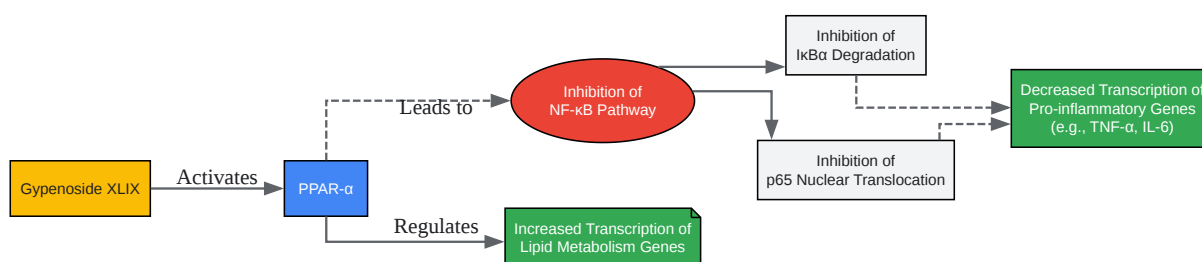 Gypenoside XLIX
Activates
PPAR-α
Leads to
Regulates
Inhibition of
NF-κB Pathway
Increased Transcription of
Lipid Metabolism Genes
Inhibition of
IκBα Degradation
Inhibition of
p65 Nuclear Translocation
Decreased Transcription of
Pro-inflammatory Genes
(e.g., TNF-α, IL-6)